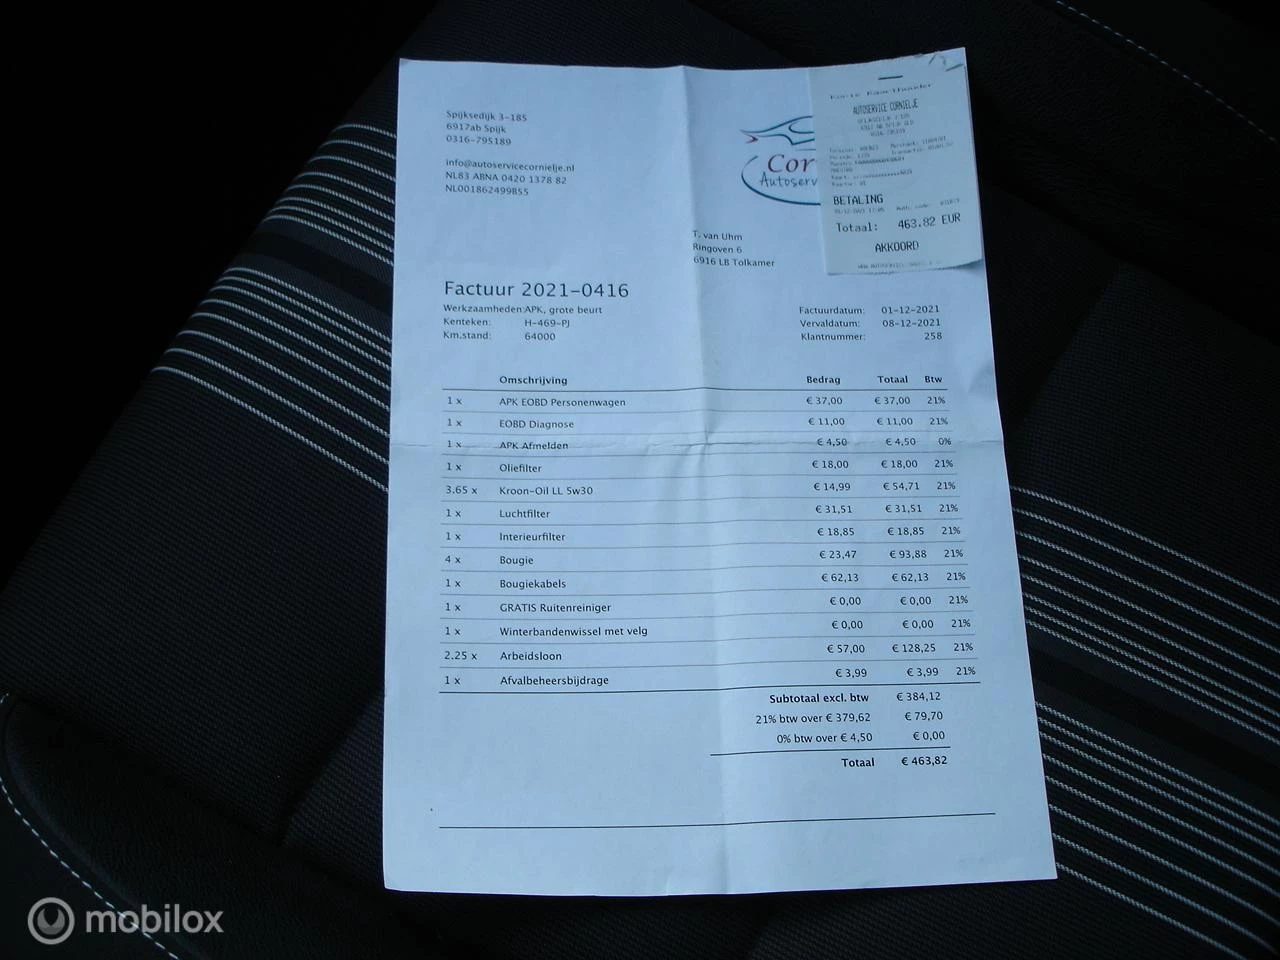 Spijksedijk 3-185
6917ab Spijk
0316-795189
info@autoservicecornielje.nl
NL83 ABNA 0420 1378 82
NL001862499B55
Cor
Autoserv
AUTOSERVICE CORNIELJE
BETALING
Totaal: 463.82 EUR
AKKOORD
T. van Uhm
Ringoven 6
6916 LB Tolkamer
Factuur 2021-0416
Werkzaamheden: APK, grote beurt
Kenteken: H-469-PJ
Km.stand: 64000
Factuurdatum: 01-12-2021
Vervaldatum: 08-12-2021
Klantnummer: 258
Omschrijving Bedrag Totaal Btw
1 x APK EOBD Personenwagen € 37,00 € 37,00 21%
1 x EOBD Diagnose € 11,00 € 11,00 21%
1 x APK Afmelden € 4,50 € 4,50 0%
1 x Oliefilter € 18,00 € 18,00 21%
3.65 x Kroon-Oil LL 5w30 € 14,99 € 54,71 21%
1 x Luchtfilter € 31,51 € 31,51 21%
1 x Interieurfilter € 18,85 € 18,85 21%
4 x Bougie € 23,47 € 93,88 21%
1 x Bougiekabels € 62,13 € 62,13 21%
1 x GRATIS Ruitenreiniger € 0,00 € 0,00 21%
1 x Winterbandenwissel met velg € 0,00 € 0,00 21%
2.25 x Arbeidsloon € 57,00 € 128,25 21%
1 x Afvalbeheersbijdrage € 3,99 € 3,99 21%
Subtotaal excl. btw € 384,12
21% btw over € 379,62 € 79,70
0% btw over € 4,50 € 0,00
Totaal € 463,82
mobilox